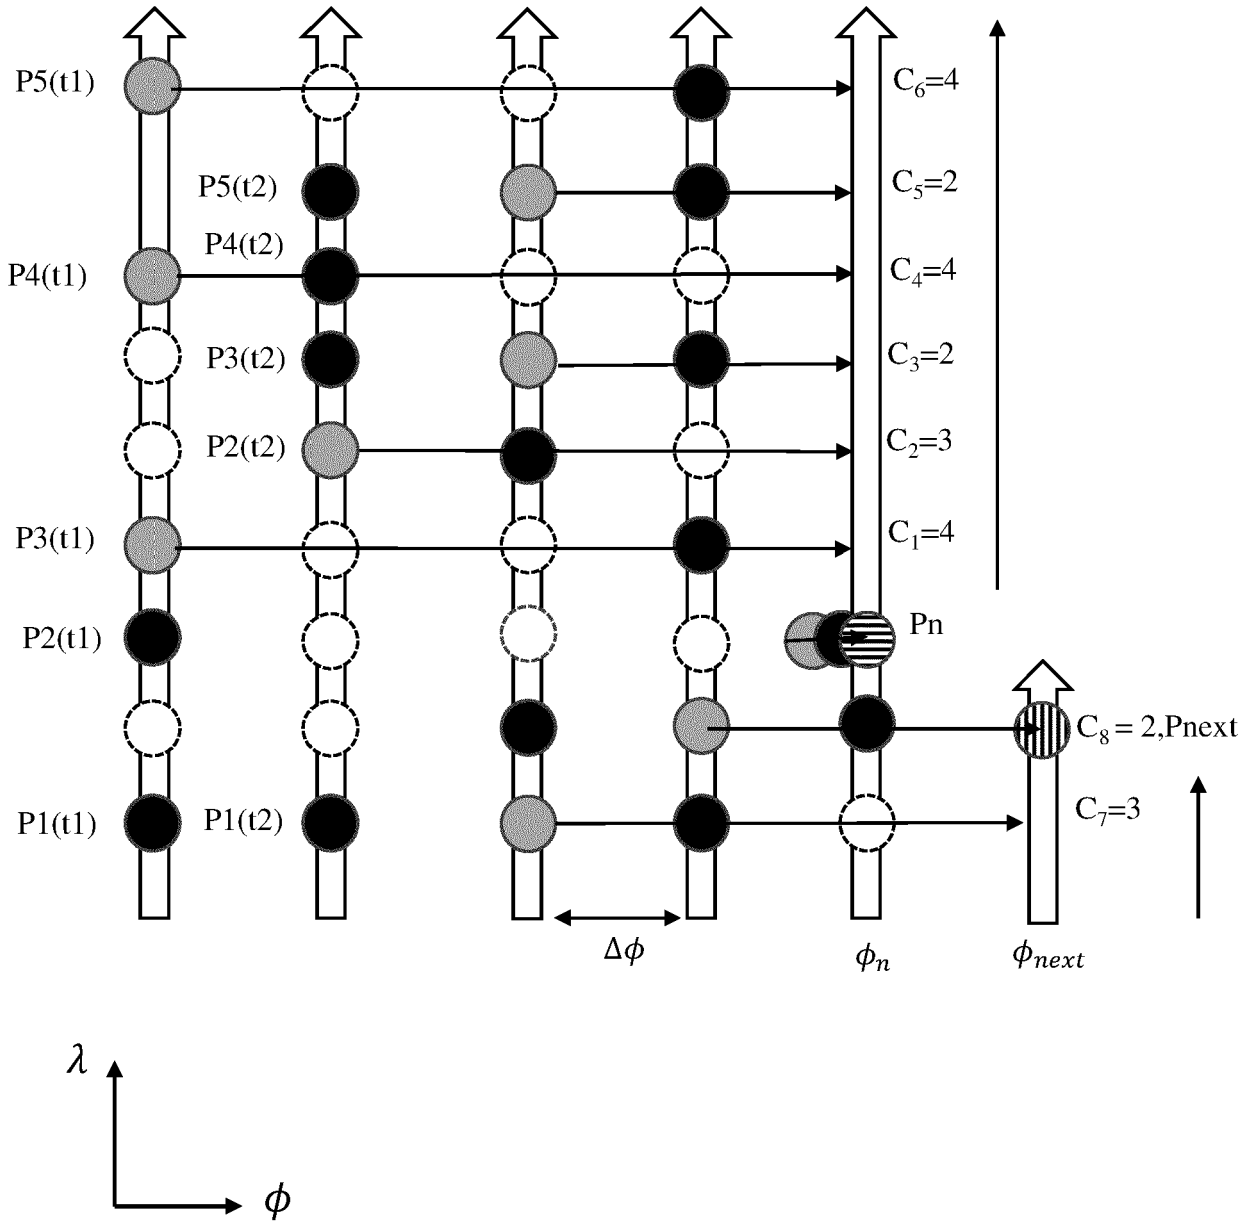 P5(t1) C₆=4
P5(t2) C₅=2
P4(t2)
P4(t1) C₄=4
P3(t2) C₃=2
P2(t2) C₂=3
P3(t1) C₁=4
P2(t1) Pn
C₈ = 2,Pnext
P1(t1) P1(t2) C₇=3
Δϕ ϕₙ ϕₙₑₓₜ
λ
ϕ